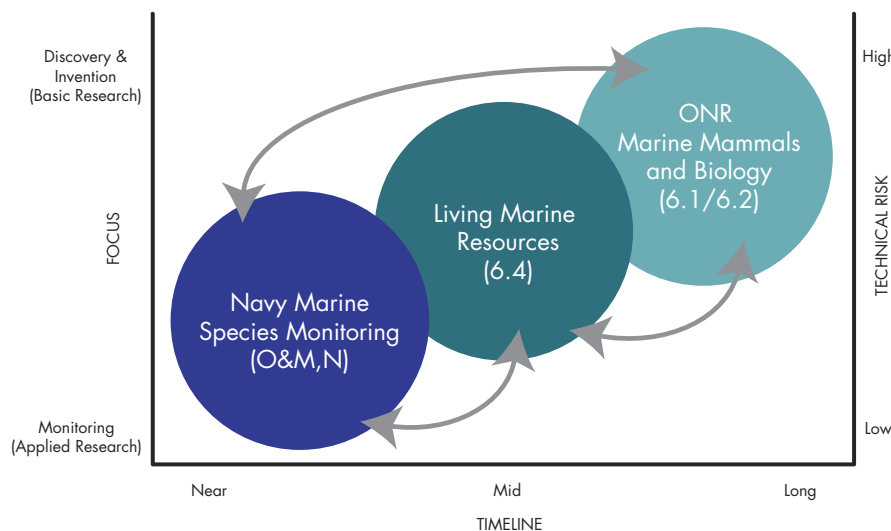 Discovery &
Invention
(Basic Research)
High
ONR
Marine Mammals
and Biology
(6.1/6.2)
Living Marine
Resources
(6.4)
FOCUS
TECHNICAL RISK
Navy Marine
Species Monitoring
(O&M,N)
Monitoring
(Applied Research)
Low
Near
Mid
Long
TIMELINE